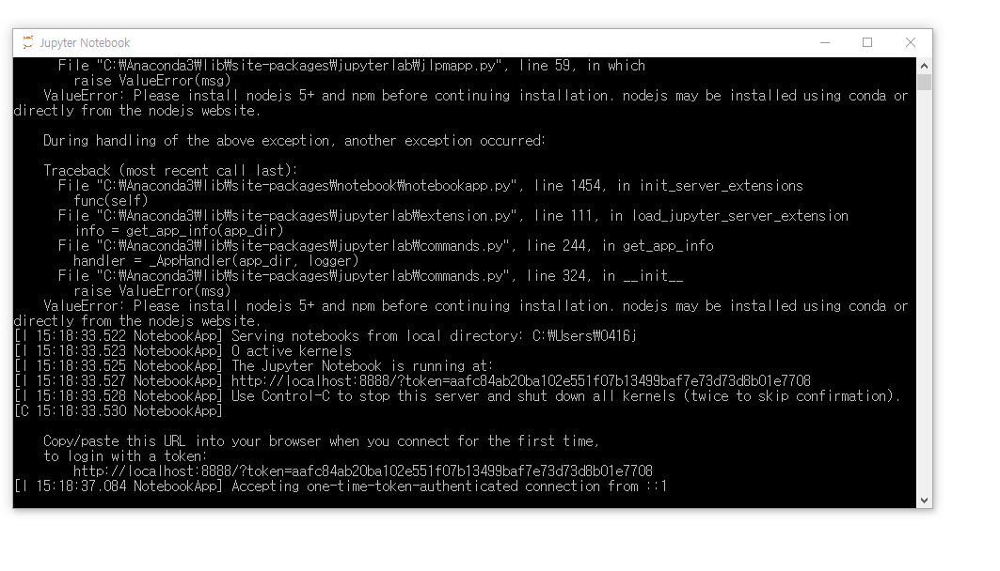 Jupyter Notebook
File "C:₩Anaconda3₩lib₩site-packages₩jupyterlab₩jlpmapp.py", line 59, in which
raise ValueError(msg)
ValueError: Please install nodejs 5+ and npm before continuing installation. nodejs may be installed using conda or
directly from the nodejs website.
During handling of the above exception, another exception occurred:
Traceback (most recent call last):
File "C:₩Anaconda3₩lib₩site-packages₩notebook₩notebookapp.py", line 1454, in init_server_extensions
func(self)
File "C:₩Anaconda3₩lib₩site-packages₩jupyterlab₩extension.py", line 111, in load_jupyter_server_extension
info = get_app_info(app_dir)
File "C:₩Anaconda3₩lib₩site-packages₩jupyterlab₩commands.py", line 244, in get_app_info
handler = _AppHandler(app_dir, logger)
File "C:₩Anaconda3₩lib₩site-packages₩jupyterlab₩commands.py", line 324, in __init__
raise ValueError(msg)
ValueError: Please install nodejs 5+ and npm before continuing installation. nodejs may be installed using conda or
directly from the nodejs website.
[I 15:18:33.522 NotebookApp] Serving notebooks from local directory: C:₩Users₩0416j
[I 15:18:33.523 NotebookApp] 0 active kernels
[I 15:18:33.525 NotebookApp] The Jupyter Notebook is running at:
[I 15:18:33.527 NotebookApp] http://localhost:8888/?token=aafc84ab20ba102e551f07b13499baf7e73d73d8b01e7708
[I 15:18:33.528 NotebookApp] Use Control-C to stop this server and shut down all kernels (twice to skip confirmation).
[C 15:18:33.530 NotebookApp]
Copy/paste this URL into your browser when you connect for the first time,
to login with a token:
http://localhost:8888/?token=aafc84ab20ba102e551f07b13499baf7e73d73d8b01e7708
[I 15:18:37.084 NotebookApp] Accepting one-time-token-authenticated connection from ::1